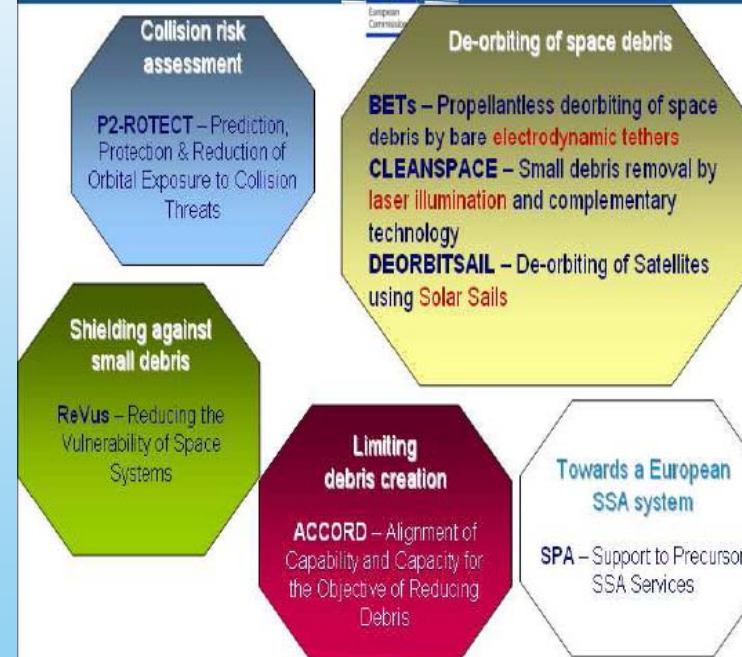 European
Commission
Collision risk
assessment
P2-ROTECT – Prediction,
Protection & Reduction of
Orbital Exposure to Collision
Threats
De-orbiting of space debris
BETs – Propellantless deorbiting of space
debris by bare electrodynamic tethers
CLEANSPACE – Small debris removal by
laser illumination and complementary
technology
DEORBITSAIL – De-orbiting of Satellites
using Solar Sails
Shielding against
small debris
ReVus – Reducing the
Vulnerability of Space
Systems
Limiting
debris creation
ACCORD – Alignment of
Capability and Capacity for
the Objective of Reducing
Debris
Towards a European
SSA system
SPA – Support to Precursor
SSA Services